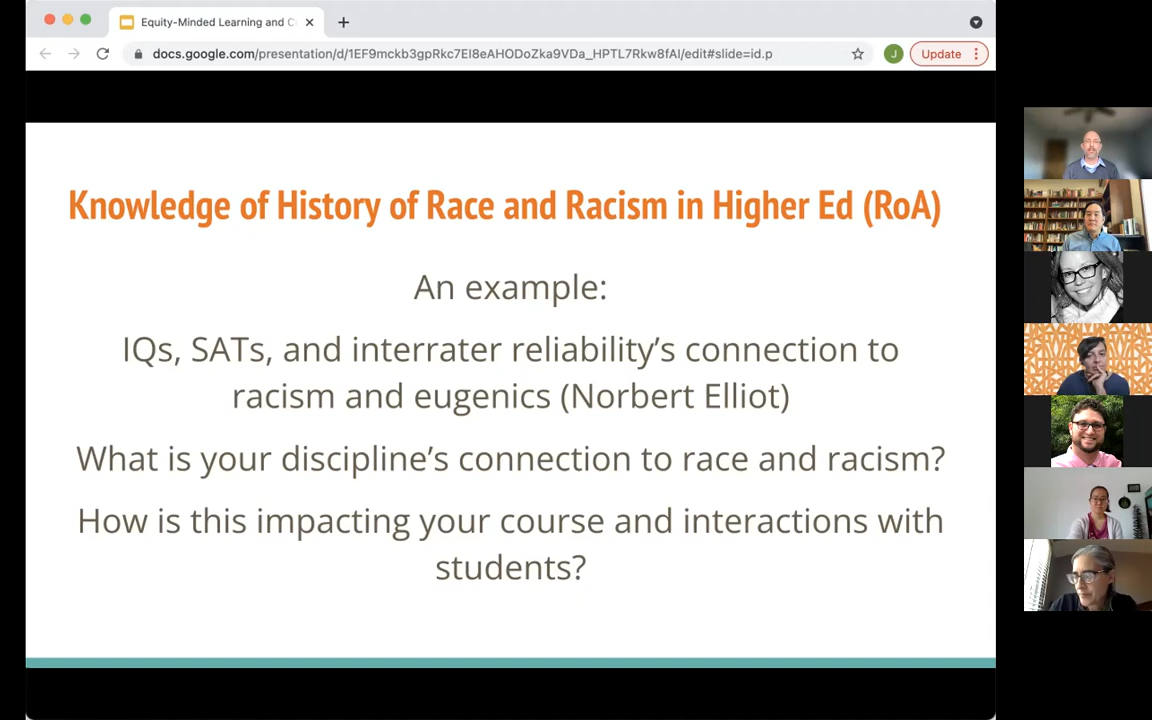 Equity-Minded Learning and C
docs.google.com/presentation/d/1EF9mckb3gpRkc7EI8eAHODoZka9VDa_HPTL7Rkw8fAI/edit#slide=id.p
J
Update
Knowledge of History of Race and Racism in Higher Ed (RoA)
An example:
IQs, SATs, and interrater reliability’s connection to
racism and eugenics (Norbert Elliot)
What is your discipline’s connection to race and racism?
How is this impacting your course and interactions with
students?